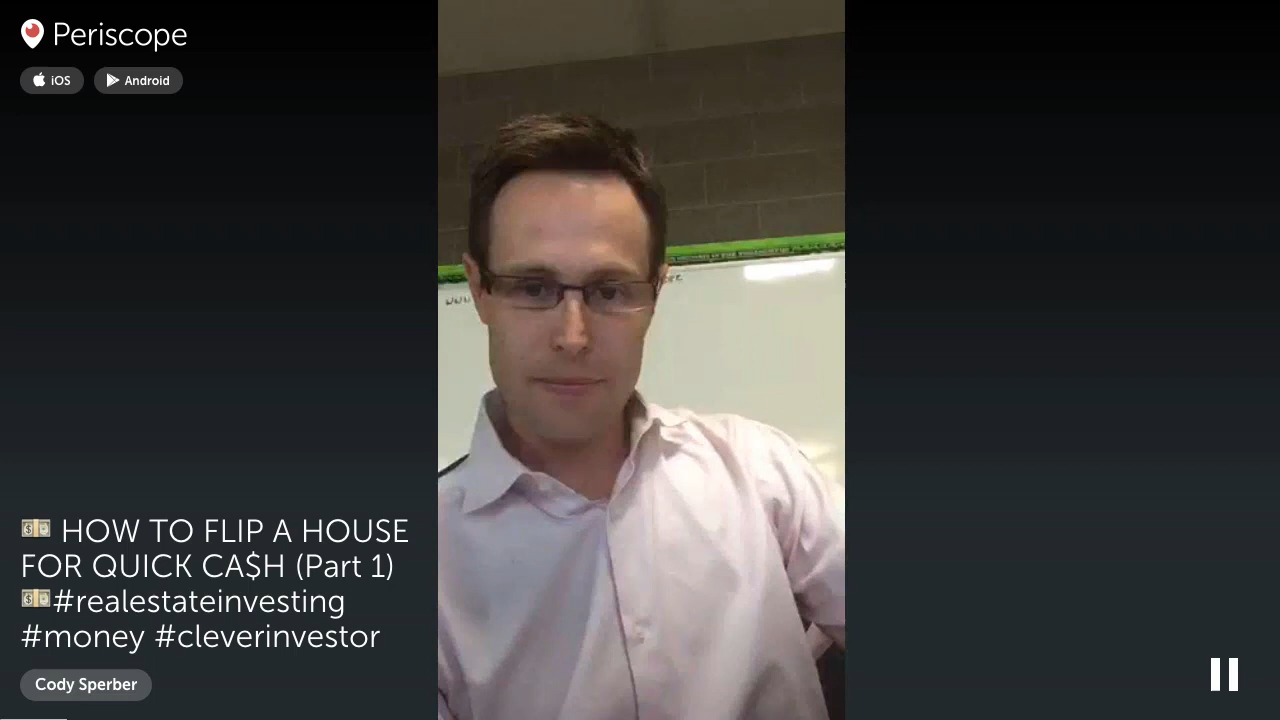 Periscope
iOS
Android
💵 HOW TO FLIP A HOUSE
FOR QUICK CA$H (Part 1)
💵#realestateinvesting
#money #cleverinvestor
Cody Sperber